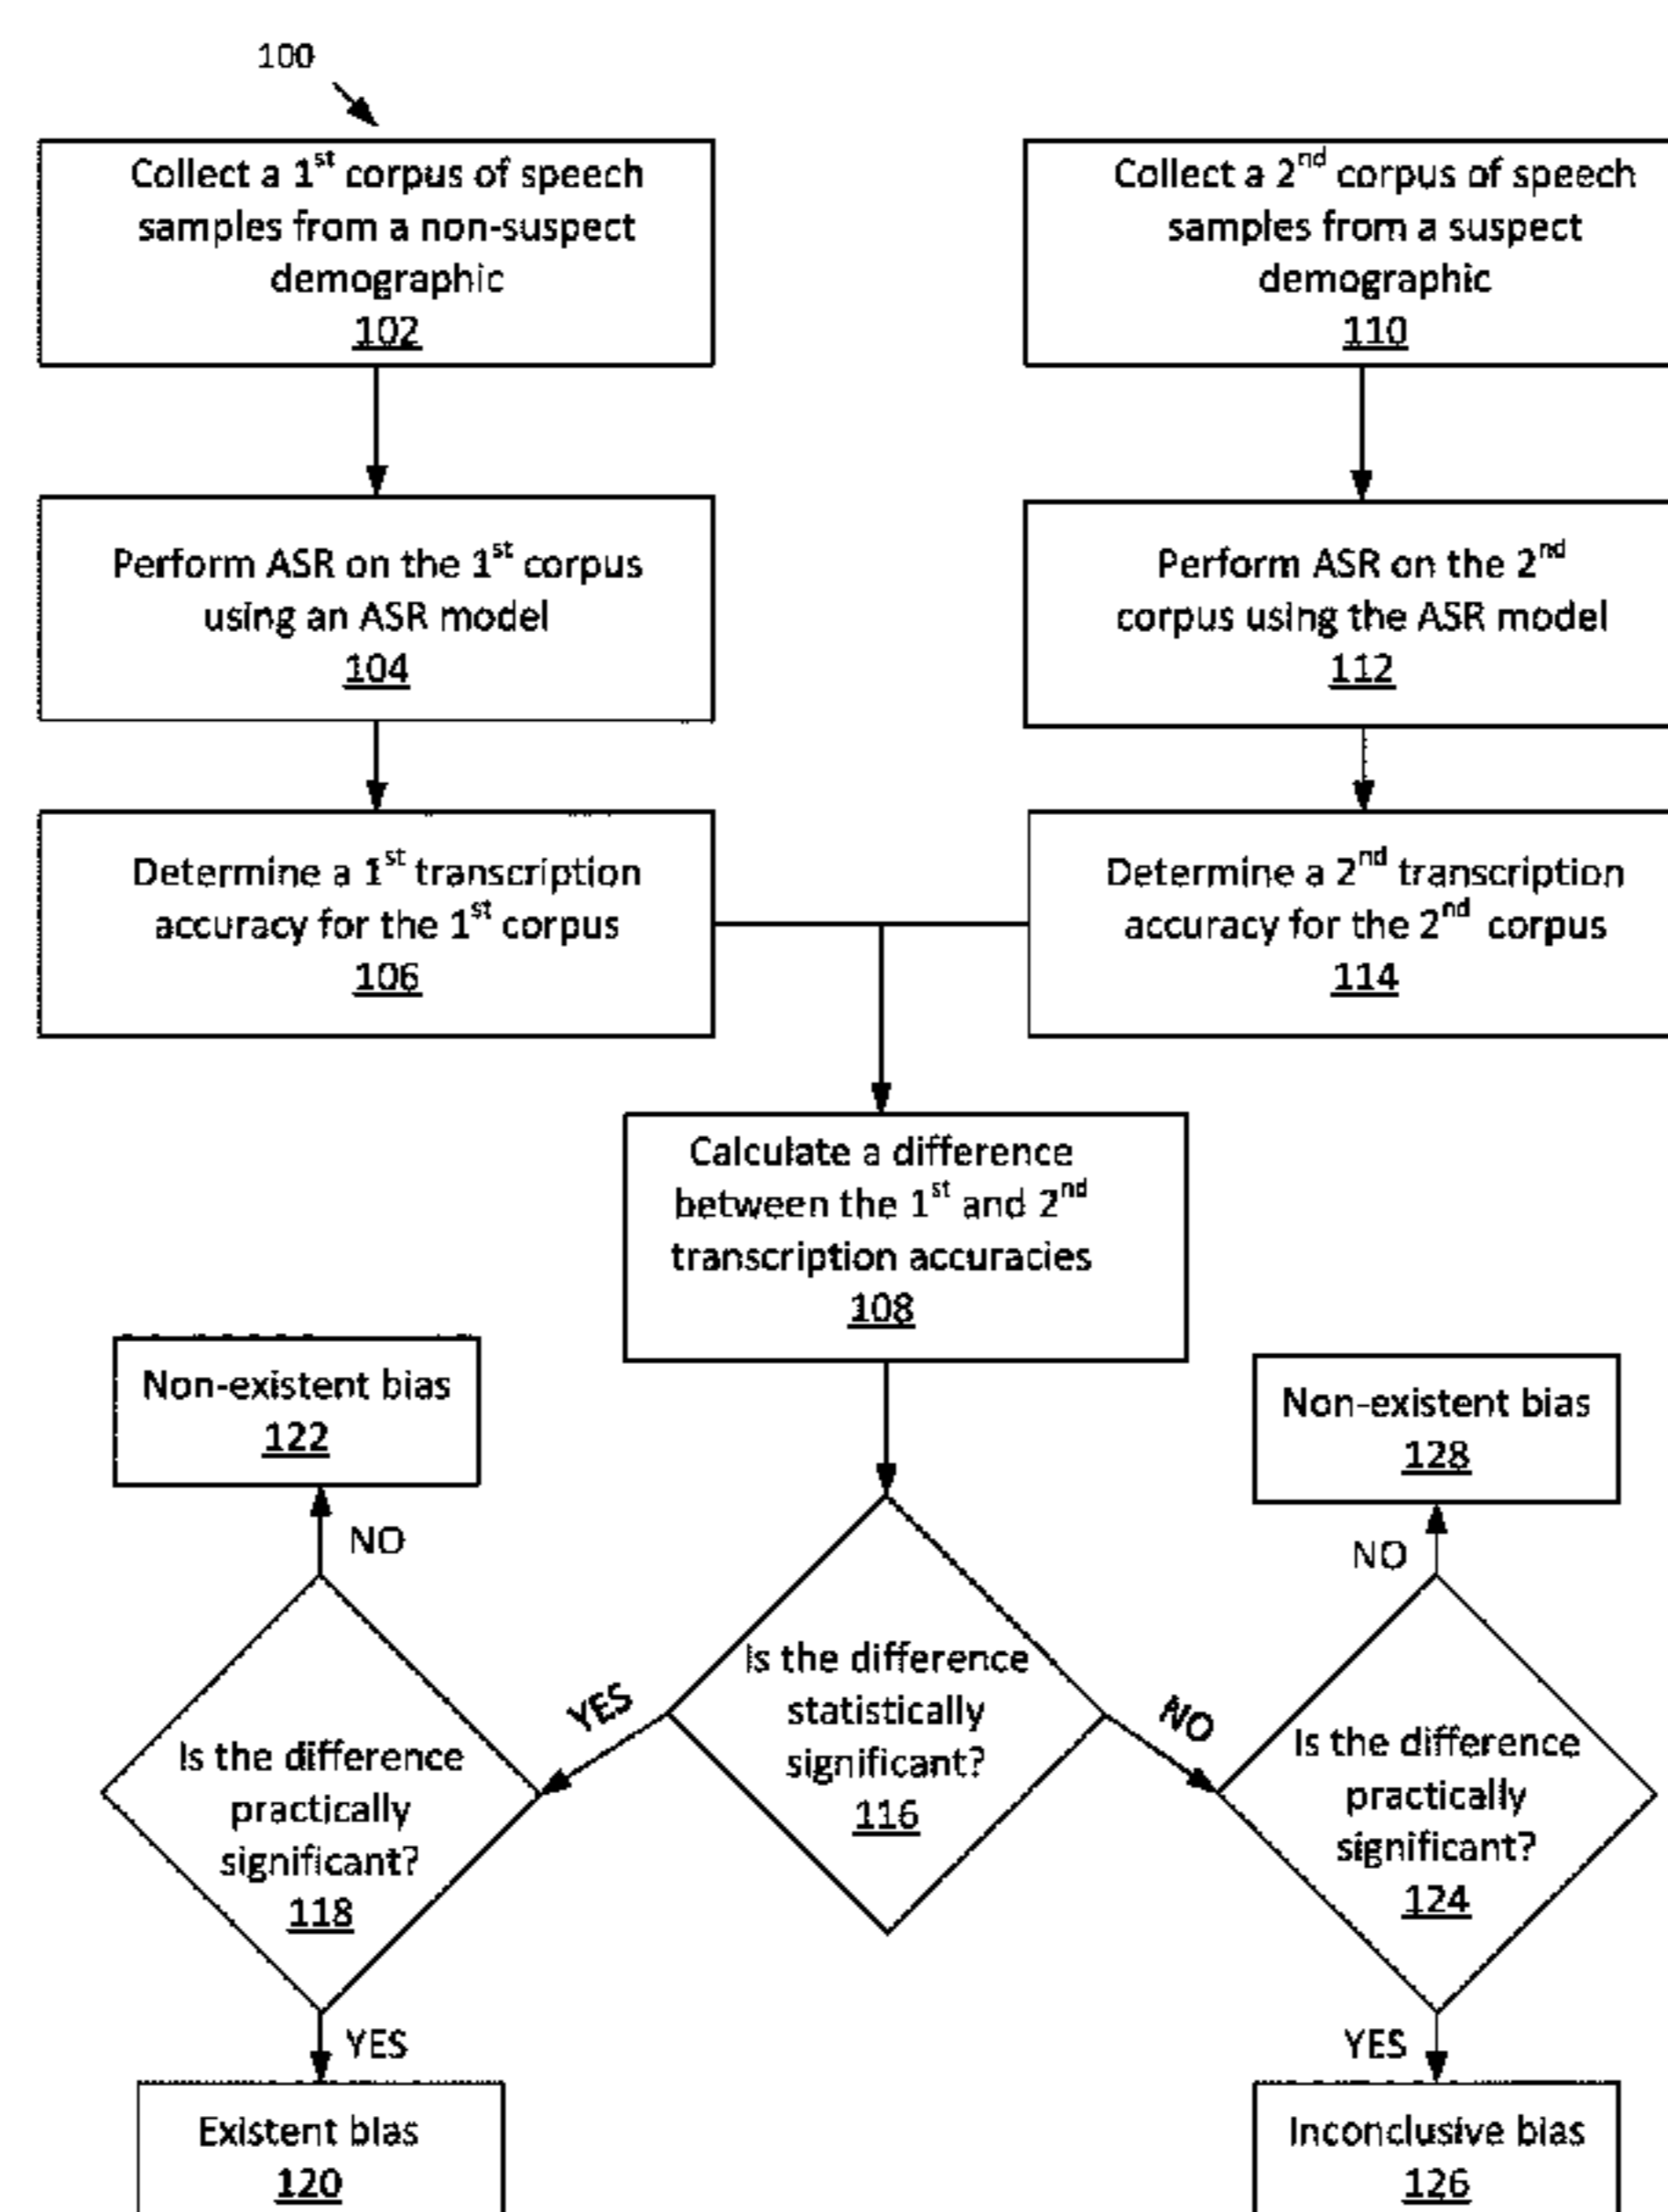 100
Collect a 1st corpus of speech
samples from a non-suspect
demographic
102
Collect a 2nd corpus of speech
samples from a suspect
demographic
110
Perform ASR on the 1st corpus
using an ASR model
104
Perform ASR on the 2nd
corpus using the ASR model
112
Determine a 1st transcription
accuracy for the 1st corpus
106
Determine a 2nd transcription
accuracy for the 2nd corpus
114
Calculate a difference
between the 1st and 2nd
transcription accuracies
108
Non-existent bias
122
Non-existent bias
128
NO
NO
Is the difference
statistically
significant?
116
YES
NO
Is the difference
practically
significant?
118
Is the difference
practically
significant?
124
YES
YES
Existent bias
120
Inconclusive bias
126